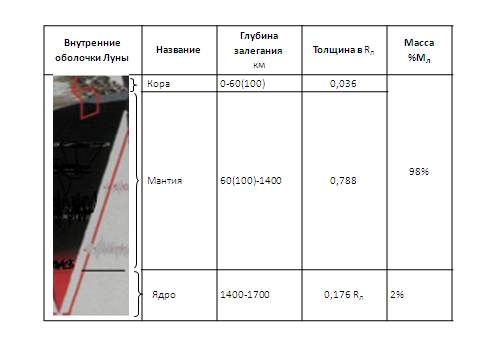 Внутренние оболочки Луны
Название
Глубина залегания км
Толщина в Rл
Масса %Мл
Кора
0-60(100)
0,036
98%
Мантия
60(100)-1400
0,788
Ядро
1400-1700
0,176 Rл
2%